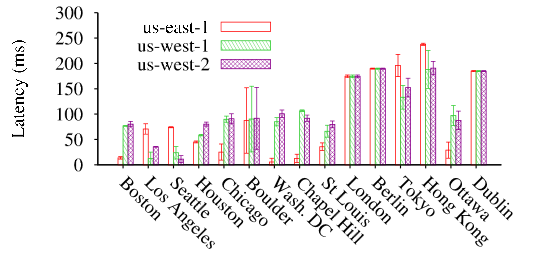 300
250
200
150
100
50
0
Latency (ms)
us-east-1
us-west-1
us-west-2
Boston
Los Angeles
Seattle
Houston
Chicago
Boulder
Wash. DC
Chapel Hill
St Louis
London
Berlin
Tokyo
Hong Kong
Ottawa
Dublin